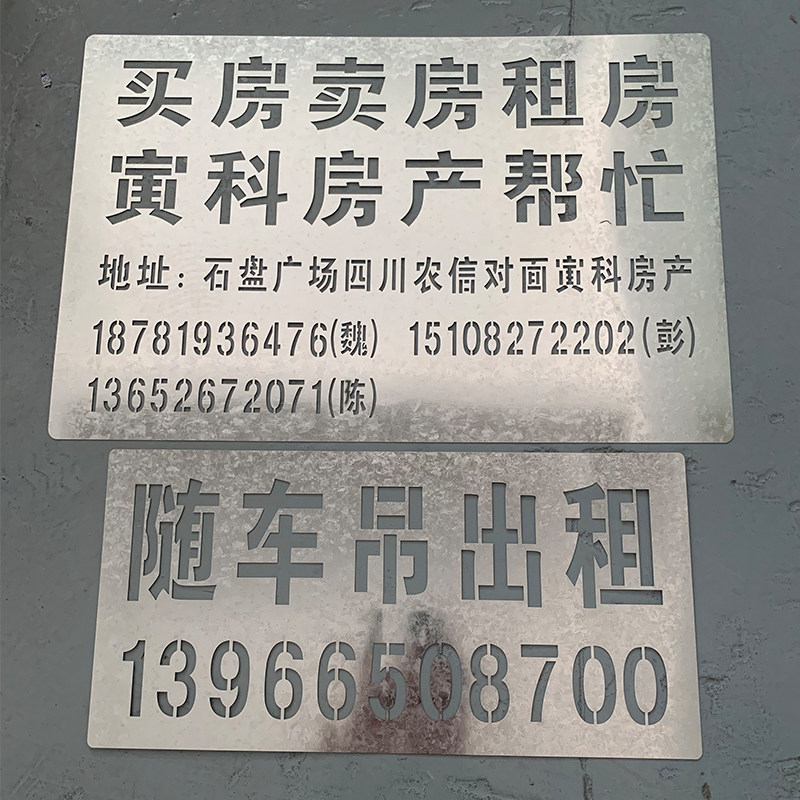 买房卖房租房
寅科房产帮忙
地址：石盘广场四川农信对面寅科房产
18781936476(魏) 15108272202(彭)
13652672071(陈)
随车吊出租
13966508700